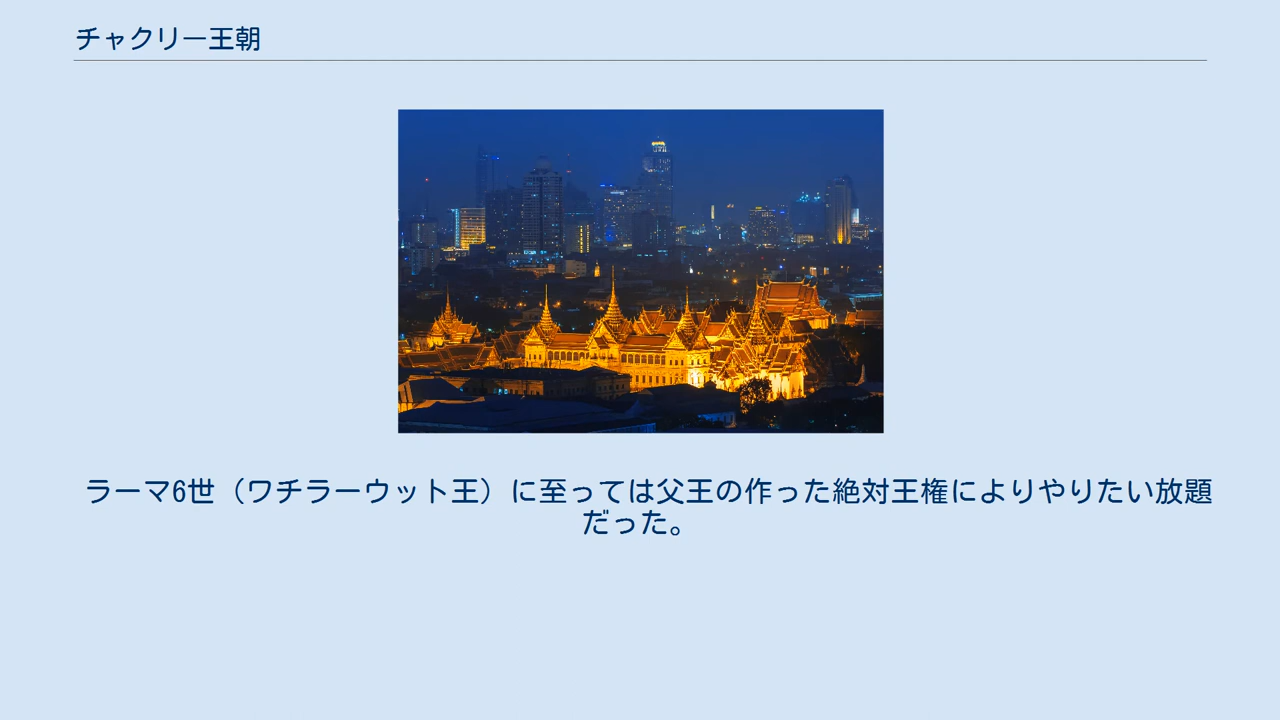 チャクリー王朝
ラーマ6世（ワチラーウット王）に至っては父王の作った絶対王権によりやりたい放題
だった。